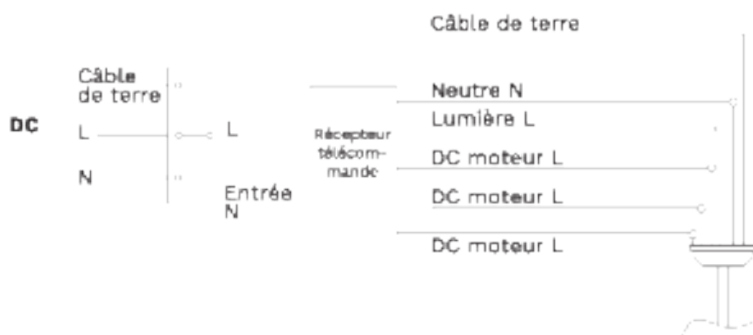 Câble de terre
Câble
de terre
Neutre N
DC
L
L
Lumière L
Récepteur
télécom-
mande
DC moteur L
N
Entrée
N
DC moteur L
DC moteur L